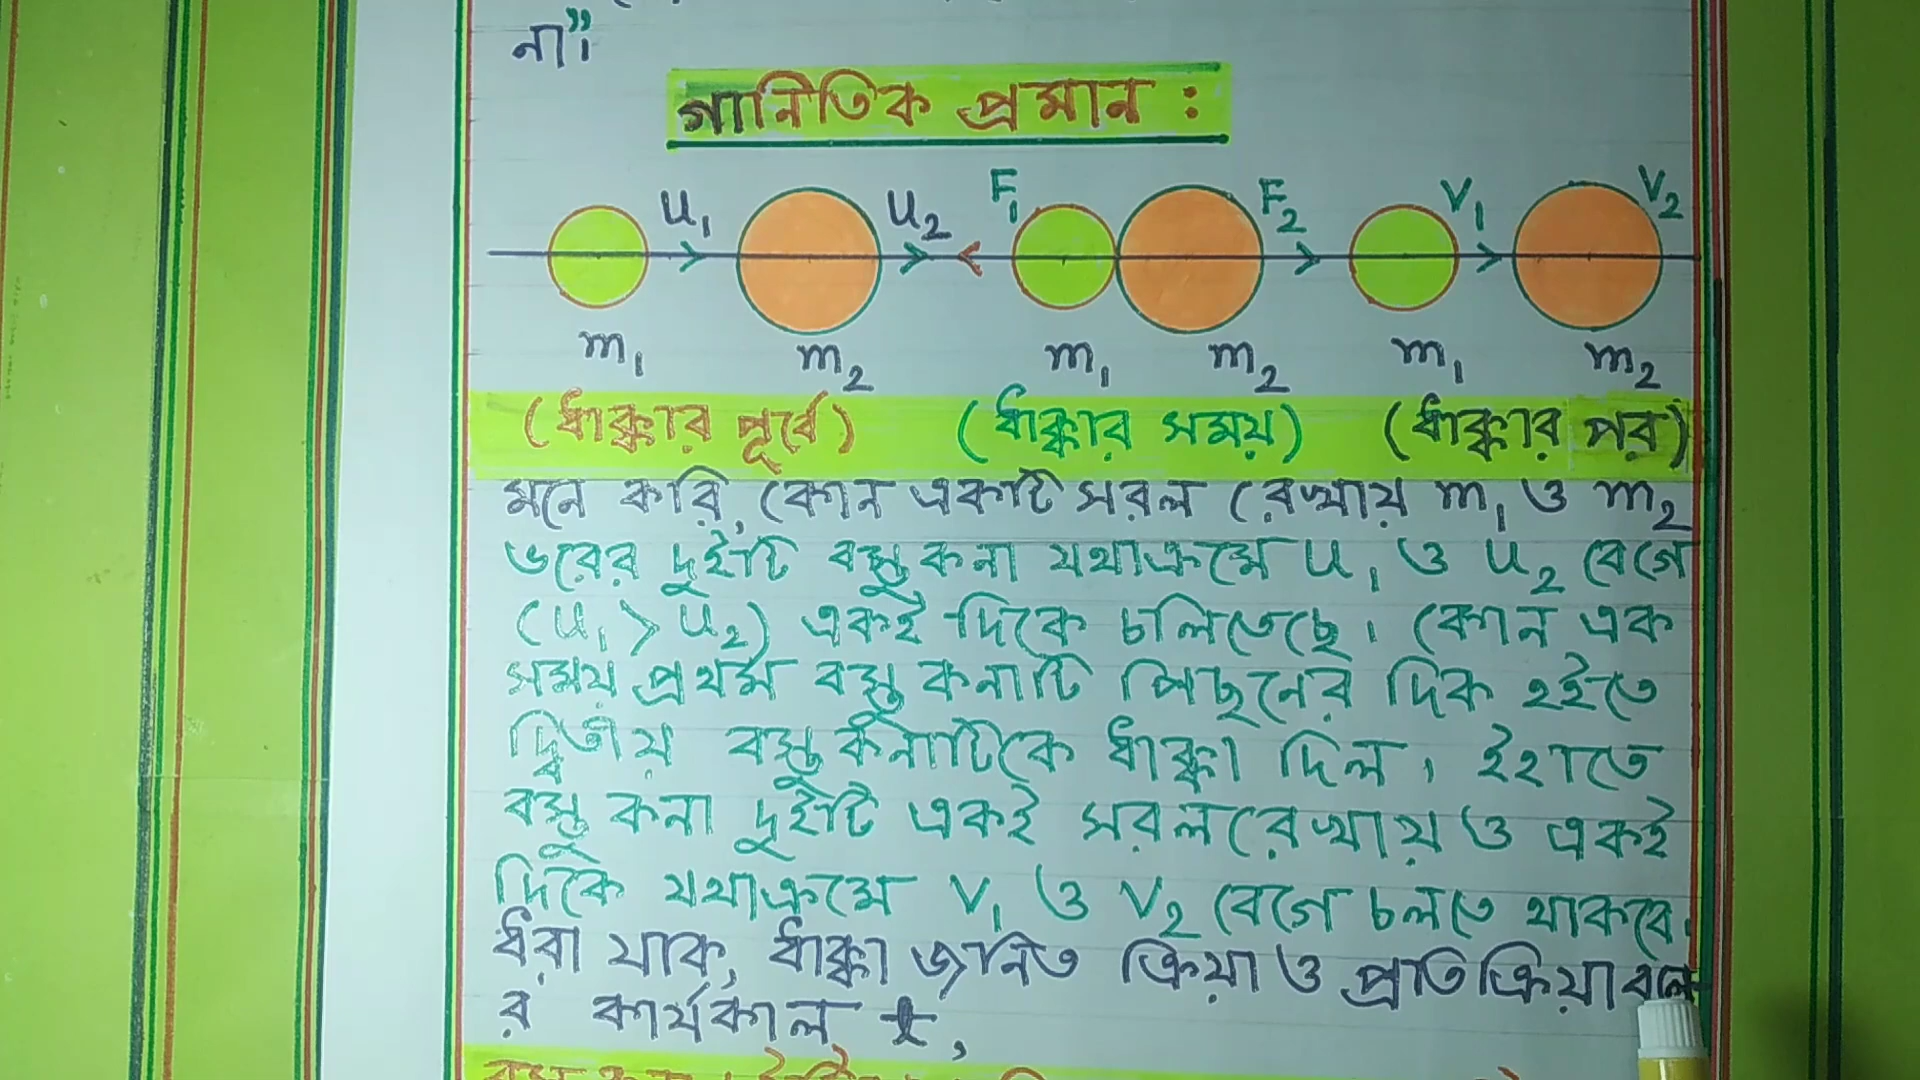 না”।
গানিতিক প্রমান :
U₁ U₂ F₁ F₂ V₁ V₂
m₁ m₂ m₁ m₂ m₁ m₂
(ধাক্কার পূর্বে) (ধাক্কার সময়) (ধাক্কার পর)
মনে করি, কোন একটি সরল রেখায় m₁ ও m₂
ভরের দুইটি বস্তুকনা যথাক্রমে U₁ ও U₂ বেগে
(U₁ > U₂) একই দিকে চলিতেছে। কোন এক
সময় প্রথম বস্তু কনাটি পিছনের দিক হইতে
দ্বিতীয় বস্তুকনাটিকে ধাক্কা দিল। ইহাতে
বস্তু কনা দুইটি একই সরলরেখায় ও একই
দিকে যথাক্রমে V₁ ও V₂ বেগে চলতে থাকবে।
ধরা যাক, ধাক্কা জনিত ক্রিয়া ও প্রতিক্রিয়া বলে
র কার্যকাল t,